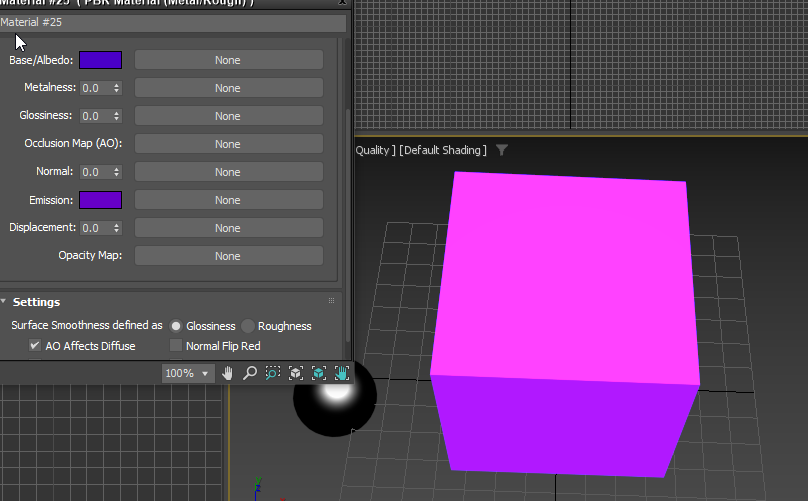 Material #25 ( PBR Material (Metal/Rough) )
x
Material #25
Base/Albedo: None
Metalness: 0.0 None
Glossiness: 0.0 None
Occlusion Map (AO): None
Normal: 0.0 None
Emission: None
Displacement: 0.0 None
Opacity Map: None
Settings
Surface Smoothness defined as Glossiness Roughness
AO Affects Diffuse Normal Flip Red
100%
Quality ] [Default Shading ]
y
z